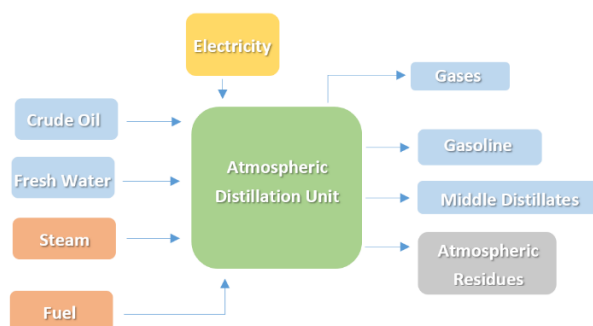 Electricity
Gases
Crude Oil
Gasoline
Fresh Water
Atmospheric
Distillation Unit
Middle Distillates
Steam
Atmospheric
Residues
Fuel